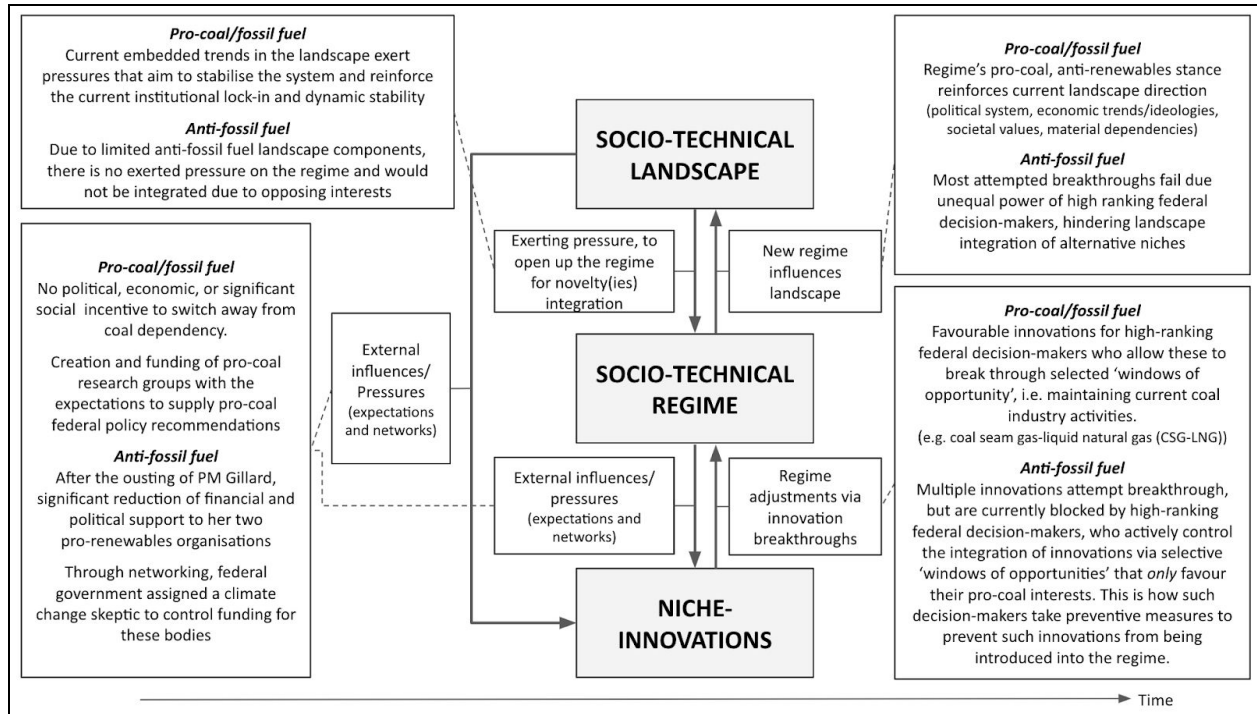 Pro-coal/fossil fuel
Current embedded trends in the landscape exert
pressures that aim to stabilise the system and reinforce
the current institutional lock-in and dynamic stability
Anti-fossil fuel
Due to limited anti-fossil fuel landscape components,
there is no exerted pressure on the regime and would
not be integrated due to opposing interests
Pro-coal/fossil fuel
No political, economic, or significant
social incentive to switch away from
coal dependency.
Creation and funding of pro-coal
research groups with the
expectations to supply pro-coal
federal policy recommendations
Anti-fossil fuel
After the ousting of PM Gillard,
significant reduction of financial and
political support to her two
pro-renewables organisations
Through networking, federal
government assigned a climate
change skeptic to control funding for
these bodies
External
influences/
Pressures
(expectations
and networks)
SOCIO-TECHNICAL
LANDSCAPE
Exerting pressure, to
open up the regime
for novelty(ies)
integration
New regime
influences
landscape
SOCIO-TECHNICAL
REGIME
External influences/
pressures
(expectations and
networks)
Regime
adjustments via
innovation
breakthroughs
NICHE-
INNOVATIONS
Pro-coal/fossil fuel
Regime's pro-coal, anti-renewables stance
reinforces current landscape direction
(political system, economic trends/ideologies,
societal values, material dependencies)
Anti-fossil fuel
Most attempted breakthroughs fail due
unequal power of high ranking federal
decision-makers, hindering landscape
integration of alternative niches
Pro-coal/fossil fuel
Favourable innovations for high-ranking
federal decision-makers who allow these to
break through selected ‘windows of
opportunity’, i.e. maintaining current coal
industry activities.
(e.g. coal seam gas-liquid natural gas (CSG-LNG))
Anti-fossil fuel
Multiple innovations attempt breakthrough,
but are currently blocked by high-ranking
federal decision-makers, who actively control
the integration of innovations via selective
‘windows of opportunities’ that only favour
their pro-coal interests. This is how such
decision-makers take preventive measures to
prevent such innovations from being
introduced into the regime.
Time